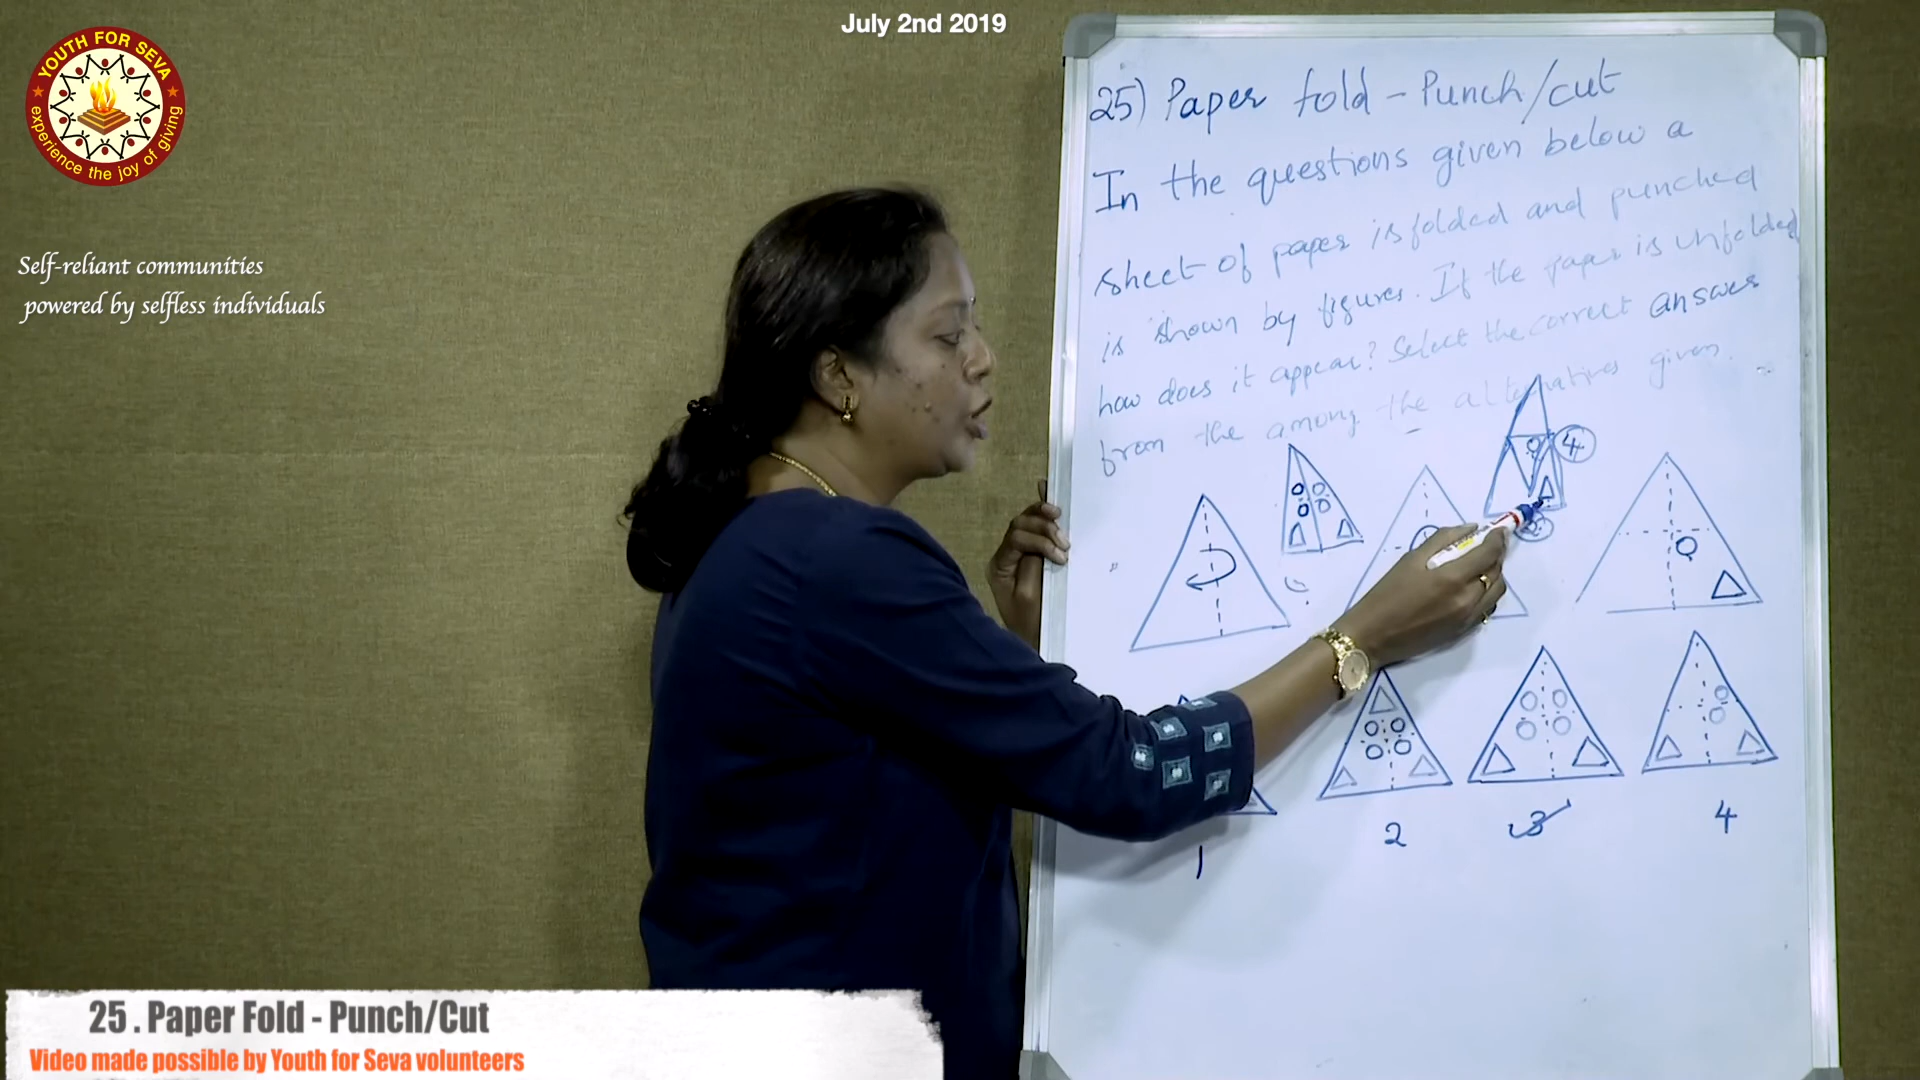 July 2nd 2019
YOUTH FOR SEVA
experience the joy of giving
Self-reliant communities
powered by selfless individuals
25) Paper fold - Punch/cut
In the questions given below a
sheet of paper is folded and punched
is shown by figures. If the paper is unfolded
how does it appear? Select the correct answer
from the among the alternatives given.
4
1
2
3
4
25 . Paper Fold - Punch/Cut
Video made possible by Youth for Seva volunteers